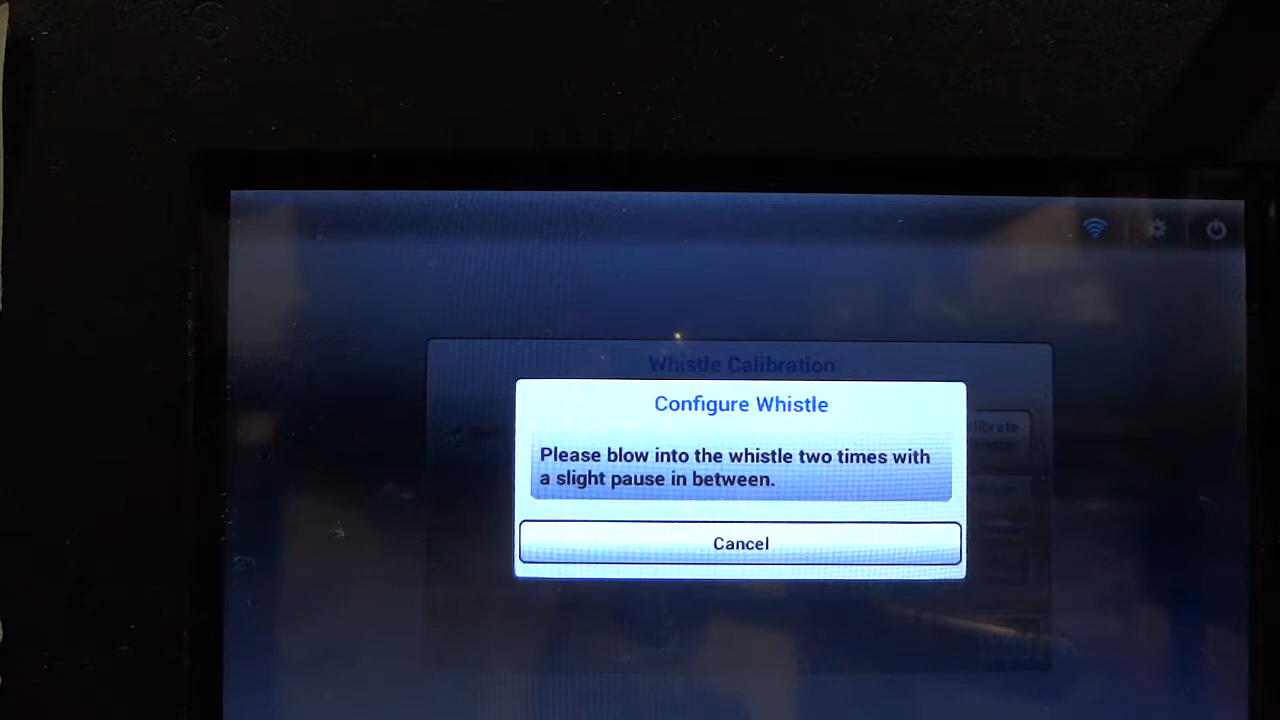 Whistle Calibration
Configure Whistle
Please blow into the whistle two times with
a slight pause in between.
Cancel